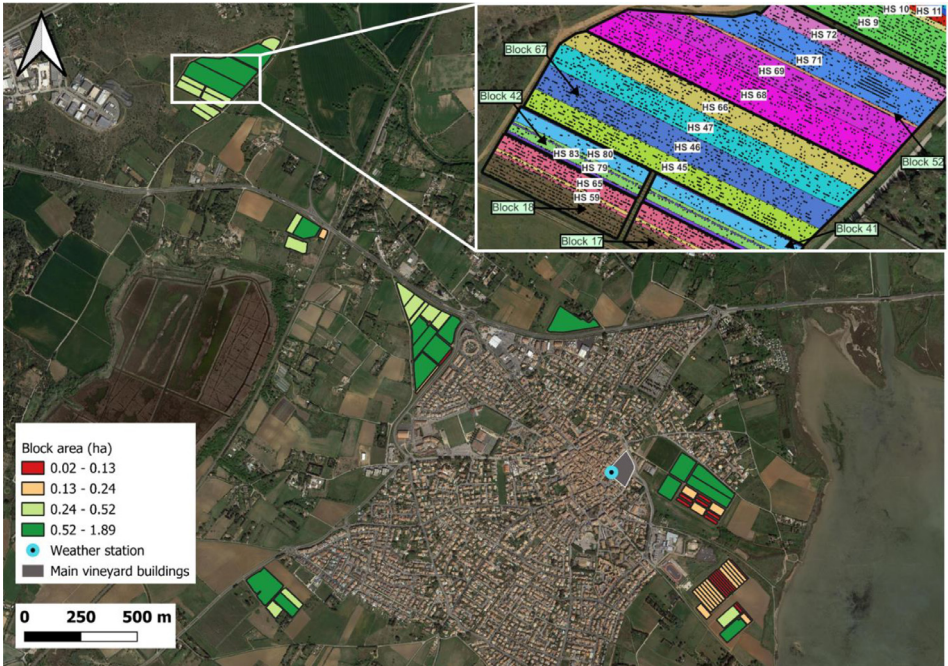 HS 10
HS 11
HS 9
HS 72
Block 67
HS 71
HS 69
Block 42
HS 68
HS 66
HS 47
HS 83
HS 80
HS 46
Block 52
HS 79
HS 45
HS 65
HS 59
Block 18
Block 41
Block 17
Block area (ha)
0.02 - 0.13
0.13 - 0.24
0.24 - 0.52
0.52 - 1.89
Weather station
Main vineyard buildings
0 250 500 m